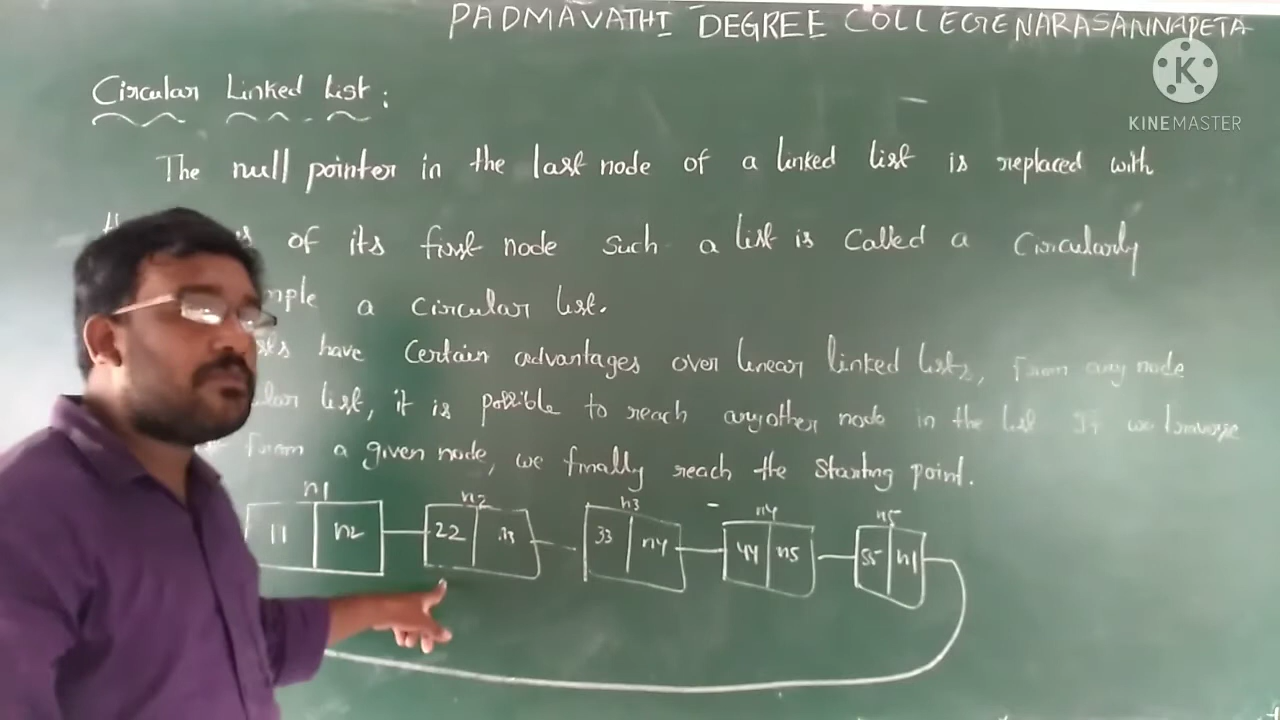 PADMAVATHI DEGREE COLLEGE NARASANNAPETA
K
KINEMASTER
Circular Linked List:
The null pointer in the last node of a linked list is replaced with
of its first node such a list is called a Circularly
a circular list.
have Certain advantages over linear linked lists, from any node
list, it is possible to reach anyother node in the list If we traverse
from a given node, we finally reach the starting point.
n1 n2 n3 n4 n5
11 n2 22 n3 33 n4 44 n5 55 n1